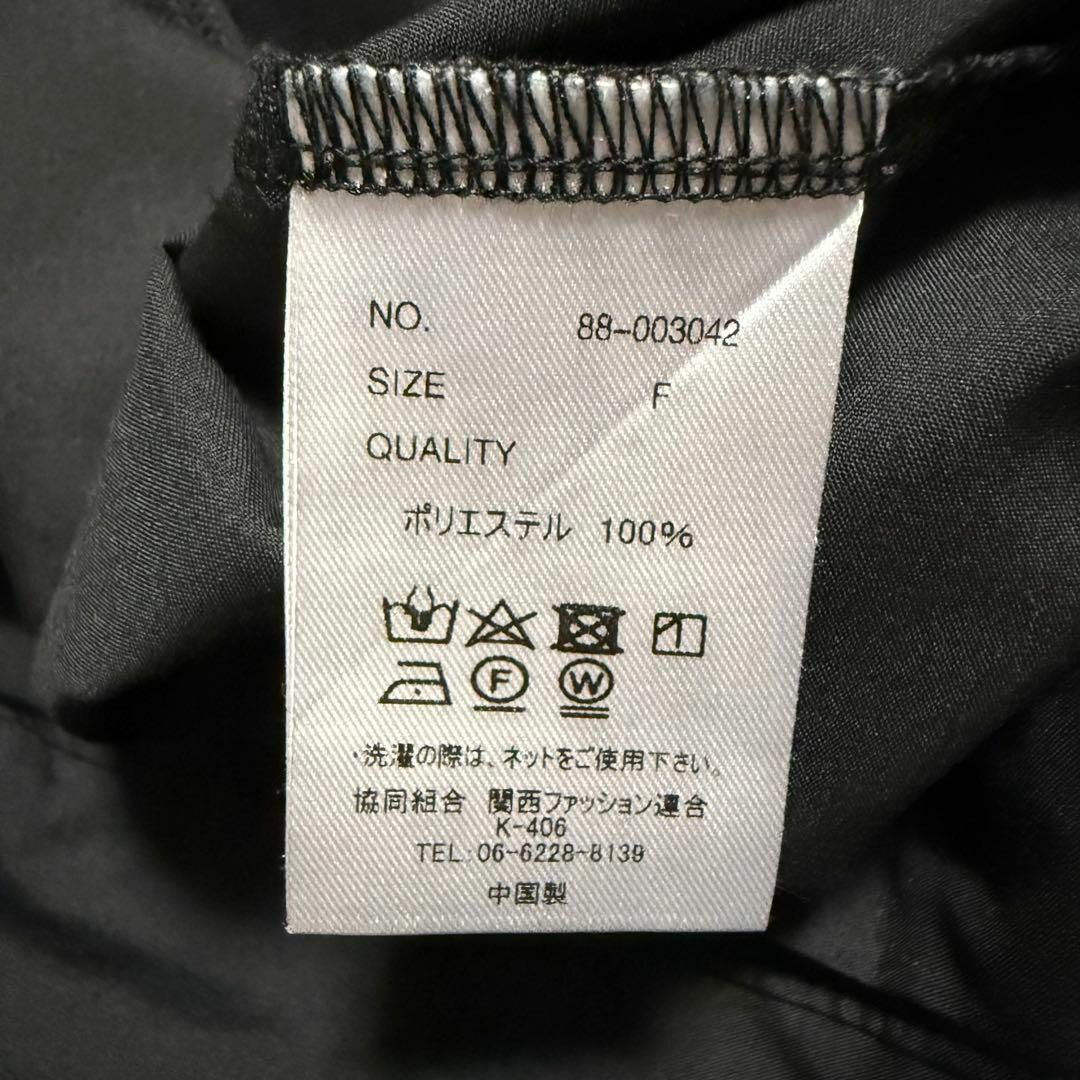 NO. 88-003042
SIZE F
QUALITY
ポリエステル 100%
F W
・洗濯の際は、ネットをご使用下さい。
協同組合 関西ファッション連合
K-406
TEL:06-6228-8139
中国製